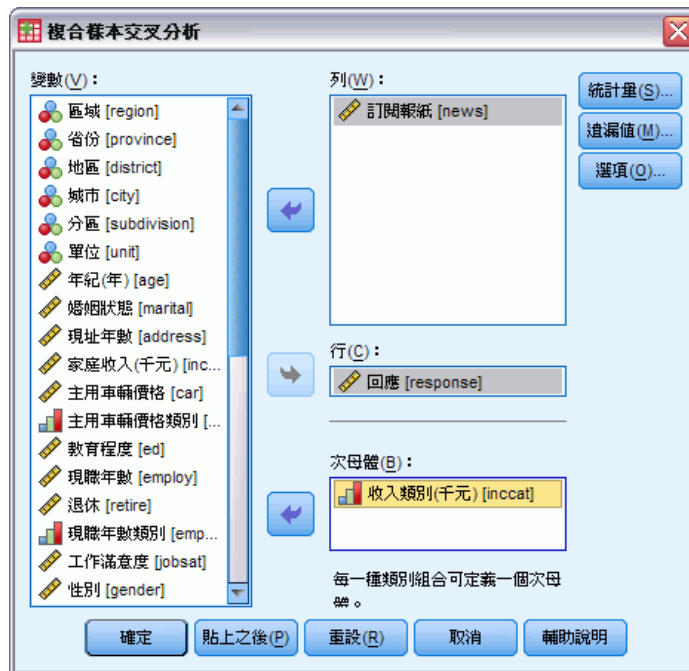 複合樣本交叉分析
變數(V)：
區域 [region]
省份 [province]
地區 [district]
城市 [city]
分區 [subdivision]
單位 [unit]
年紀(年) [age]
婚姻狀態 [marital]
現址年數 [address]
家庭收入(千元) [inc...
主用車輛價格 [car]
主用車輛價格類別 [...
教育程度 [ed]
現職年數 [employ]
退休 [retire]
現職年數類別 [emp...
工作滿意度 [jobsat]
性別 [gender]
列(W)：
訂閱報紙 [news]
行(C)：
回應 [response]
次母體(B)：
收入類別(千元) [inccat]
每一種類別組合可定義一個次母
體。
統計量(S)...
遺漏值(M)...
選項(O)...
確定
貼上之後(P)
重設(R)
取消
輔助說明